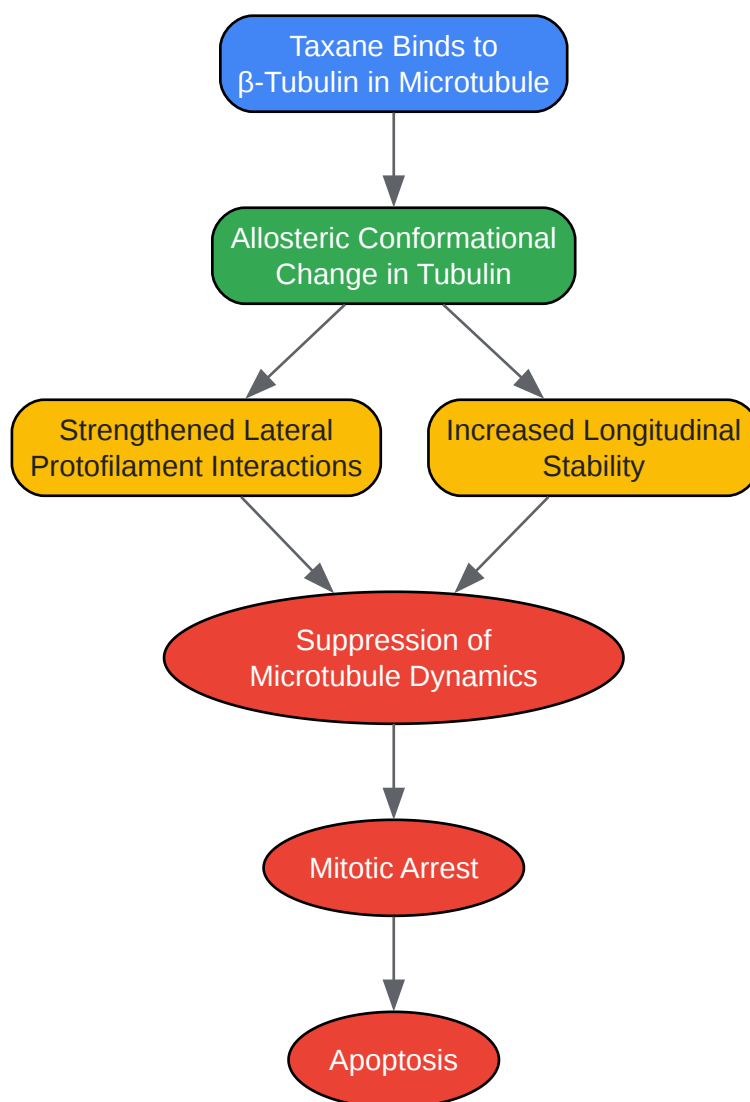 Taxane Binds to
β-Tubulin in Microtubule
Allosteric Conformational
Change in Tubulin
Strengthened Lateral
Protofilament Interactions
Increased Longitudinal
Stability
Suppression of
Microtubule Dynamics
Mitotic Arrest
Apoptosis